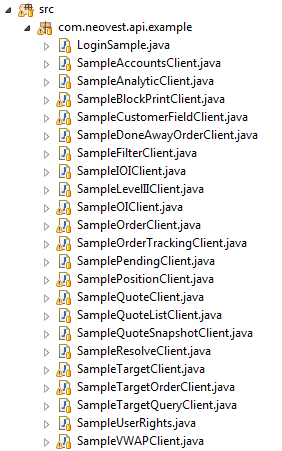 src
com.neovest.api.example
LoginSample.java
SampleAccountsClient.java
SampleAnalyticClient.java
SampleBlockPrintClient.java
SampleCustomerFieldClient.java
SampleDoneAwayOrderClient.java
SampleFilterClient.java
SampleIOIClient.java
SampleLevelIIClient.java
SampleOIClient.java
SampleOrderClient.java
SampleOrderTrackingClient.java
SamplePendingClient.java
SamplePositionClient.java
SampleQuoteClient.java
SampleQuoteListClient.java
SampleQuoteSnapshotClient.java
SampleResolveClient.java
SampleTargetClient.java
SampleTargetOrderClient.java
SampleTargetQueryClient.java
SampleUserRights.java
SampleVWAPClient.java